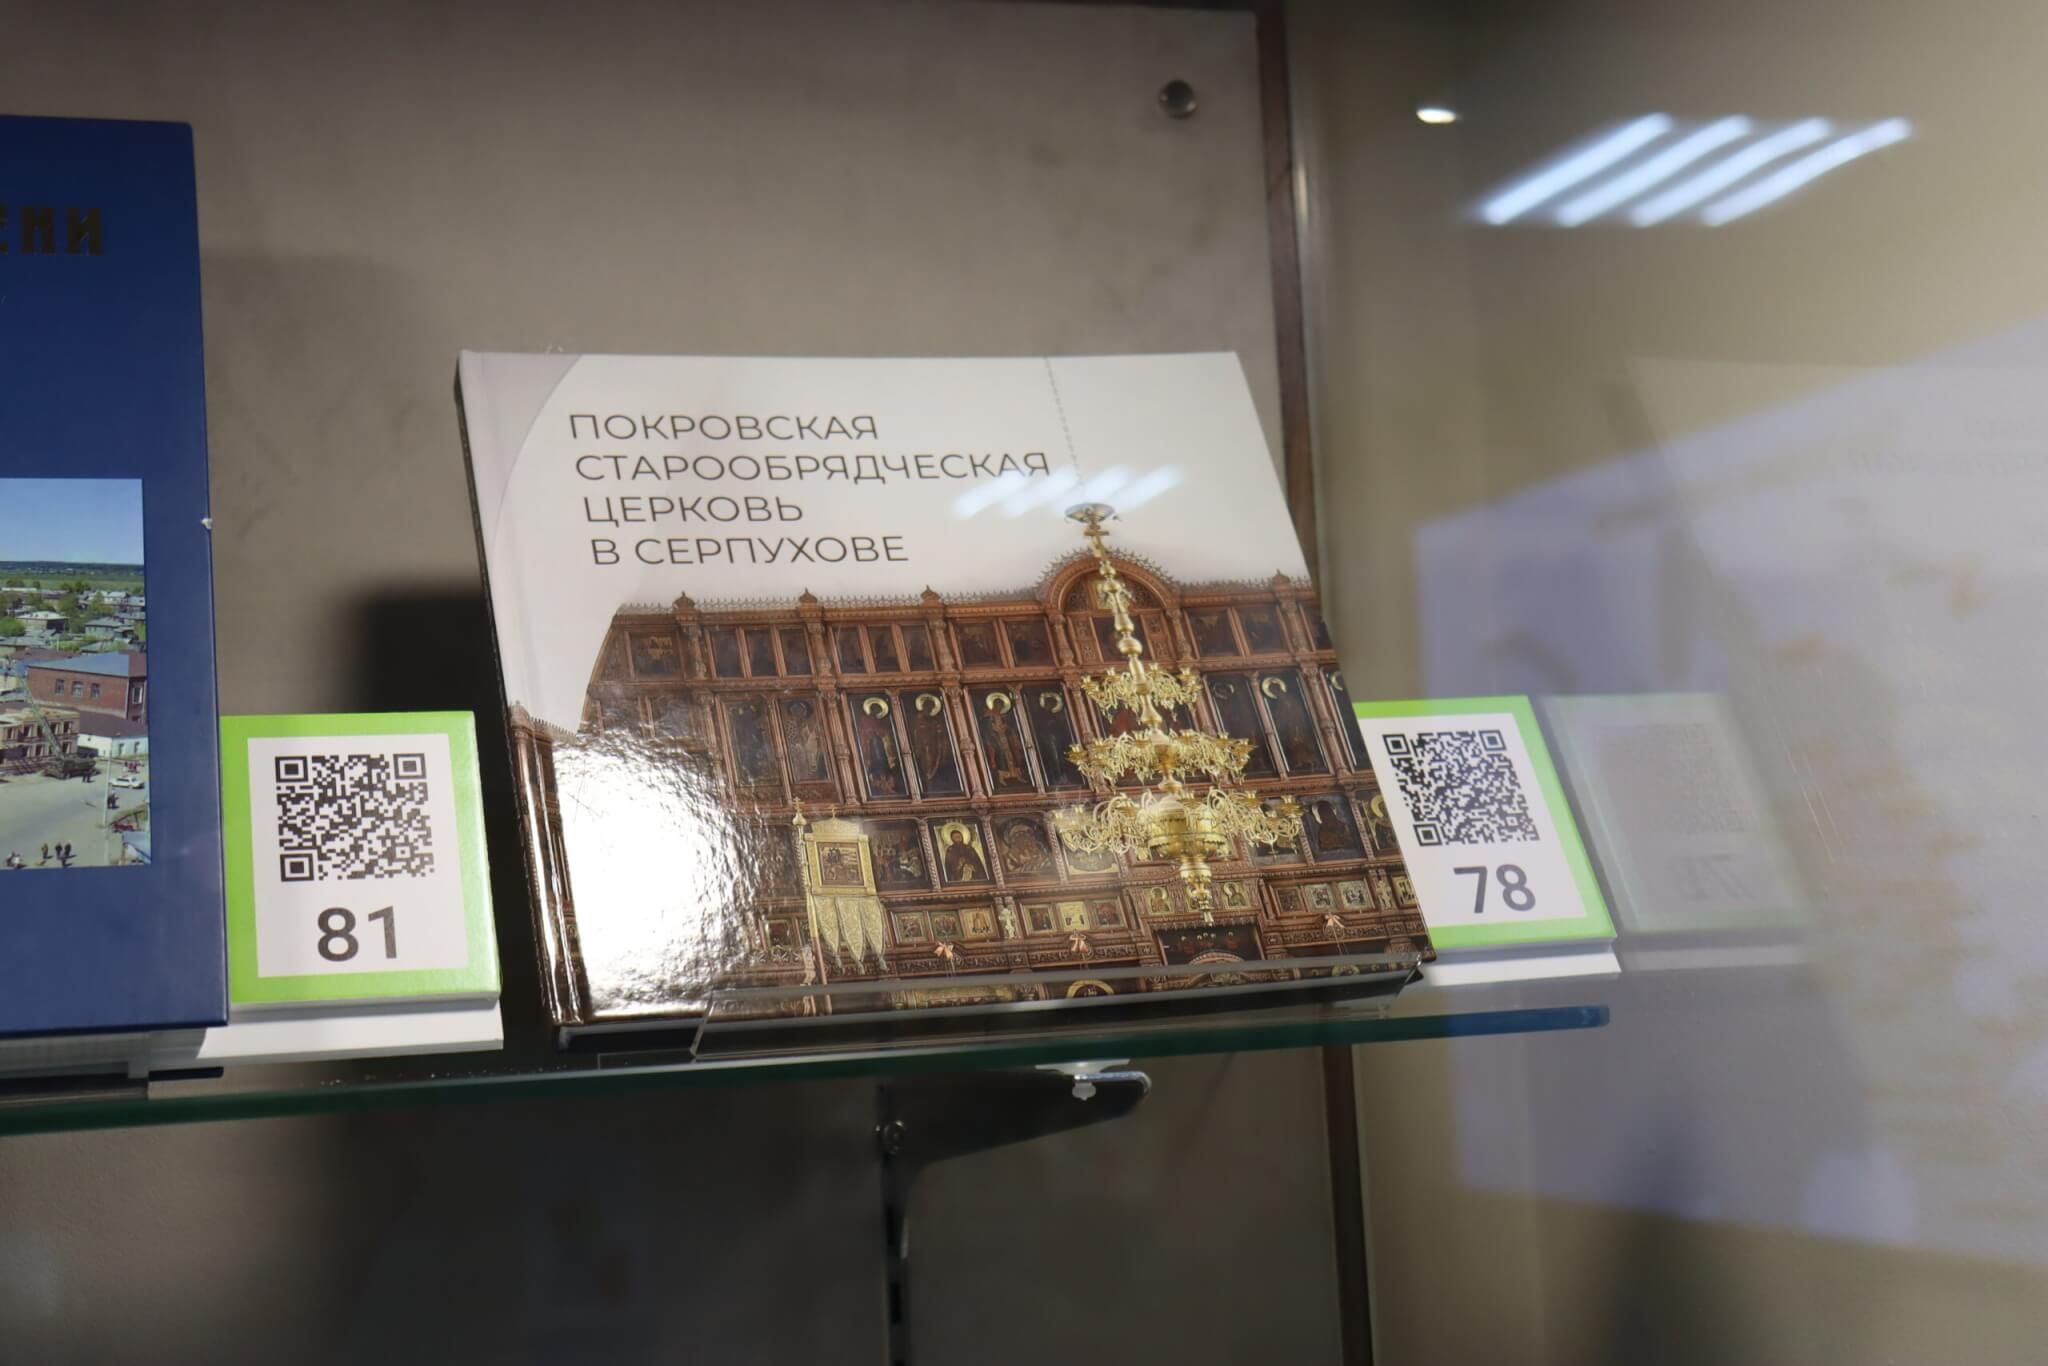 ПОКРОВСКАЯ
СТАРООБРЯДЧЕСКАЯ
ЦЕРКОВЬ
В СЕРПУХОВЕ
81
78